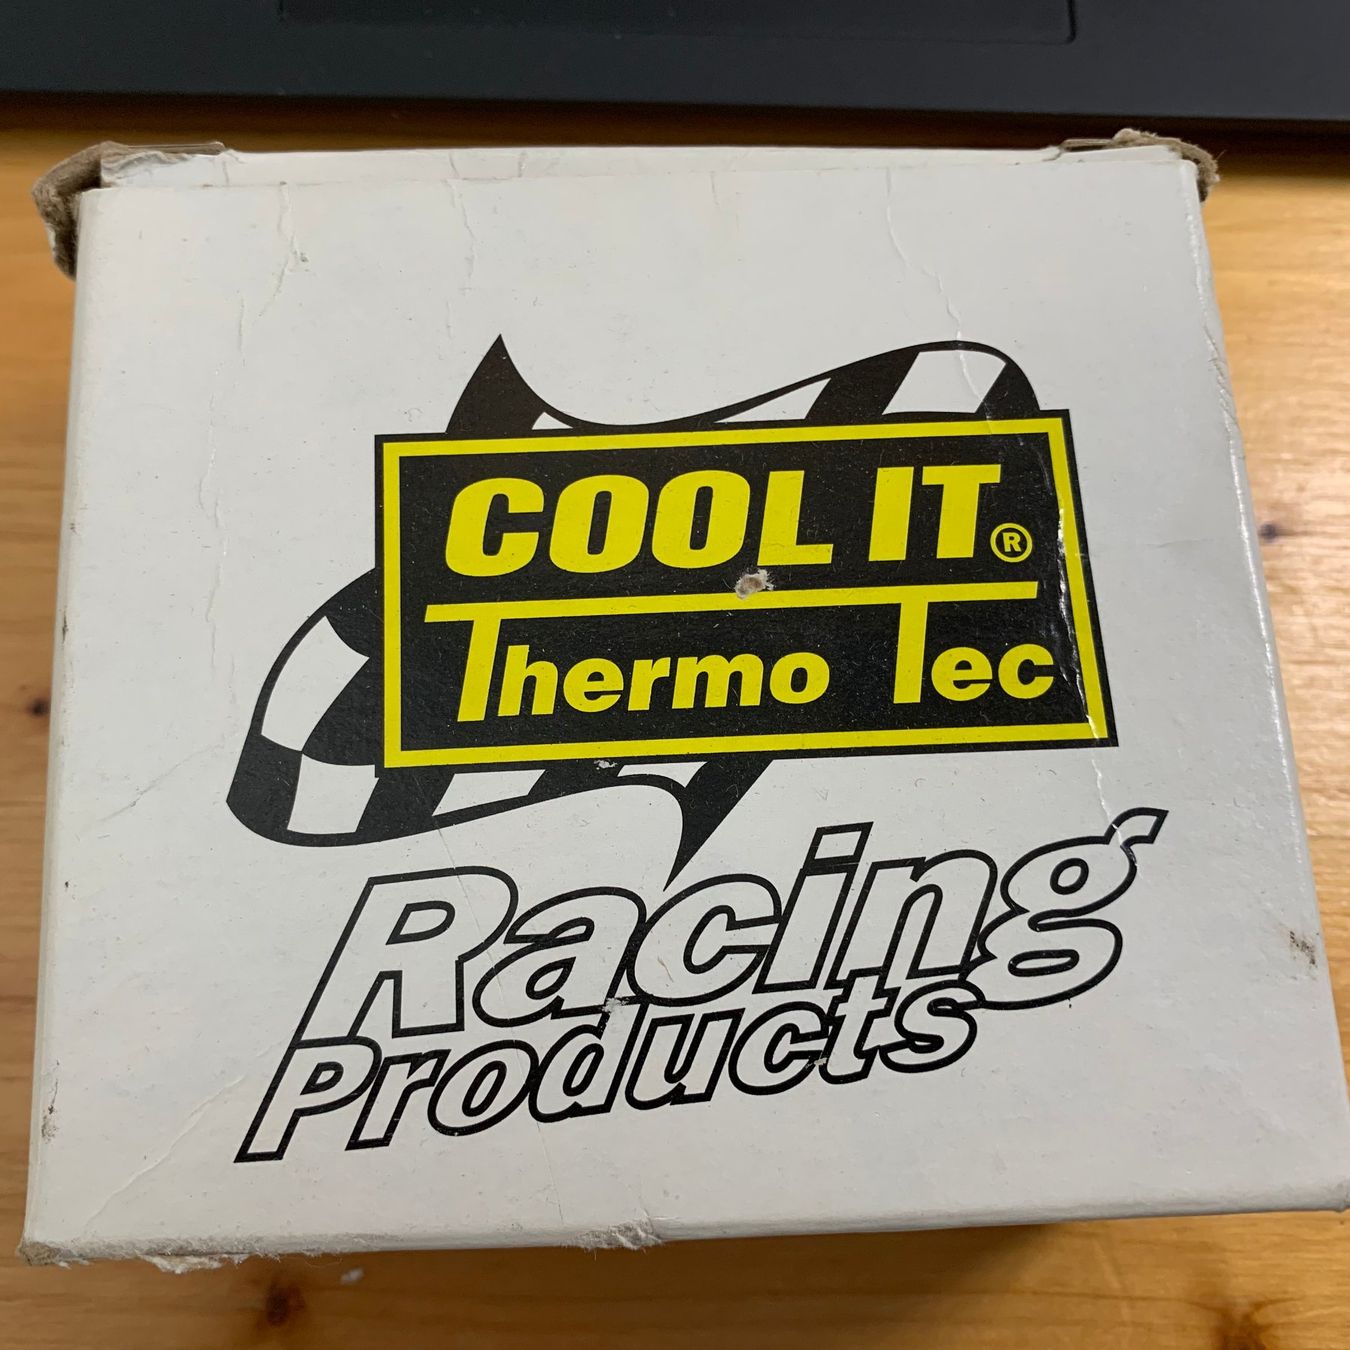 COOL IT®
Thermo Tec
Racing
Products